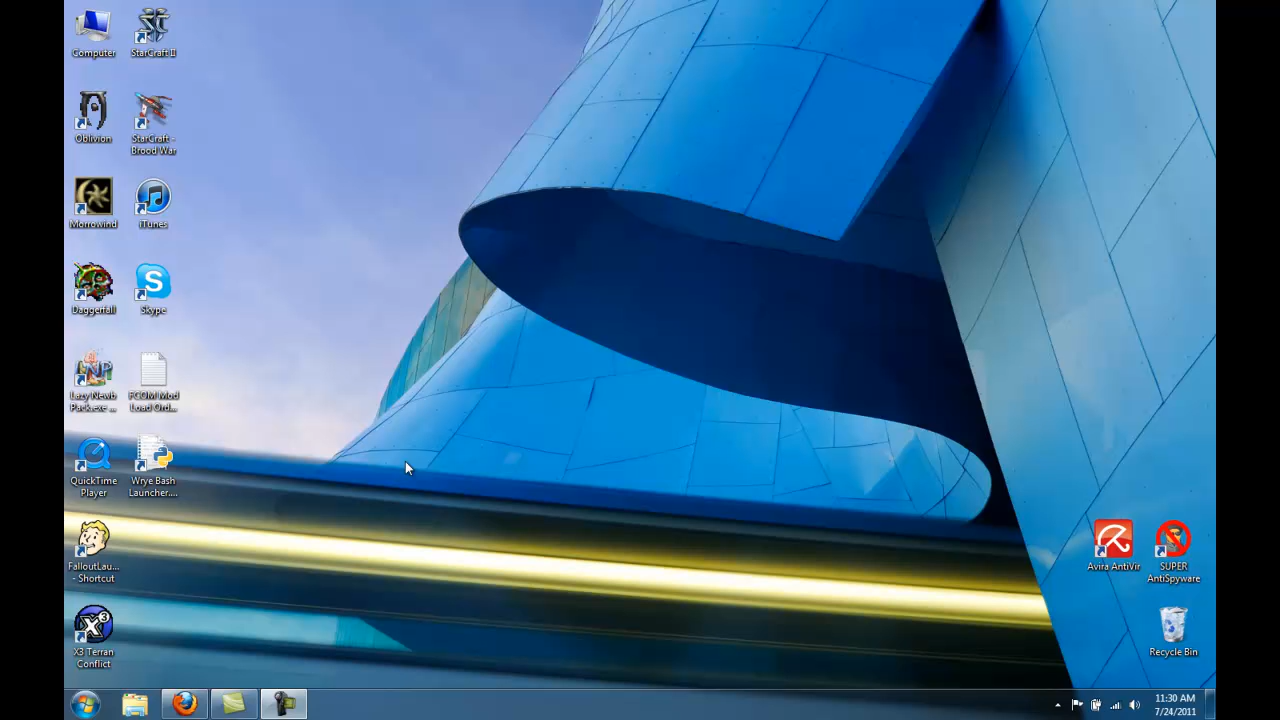 Computer
StarCraft II
Oblivion
StarCraft -
Brood War
Morrowind
iTunes
Daggerfall
Skype
Lazy Newb
Pack.exe ...
FCOM Mod
Load Ord...
QuickTime
Player
Wrye Bash
Launcher....
FalloutLau...
- Shortcut
X3 Terran
Conflict
Avira AntiVir
SUPER
AntiSpyware
Recycle Bin
11:30 AM
7/24/2011